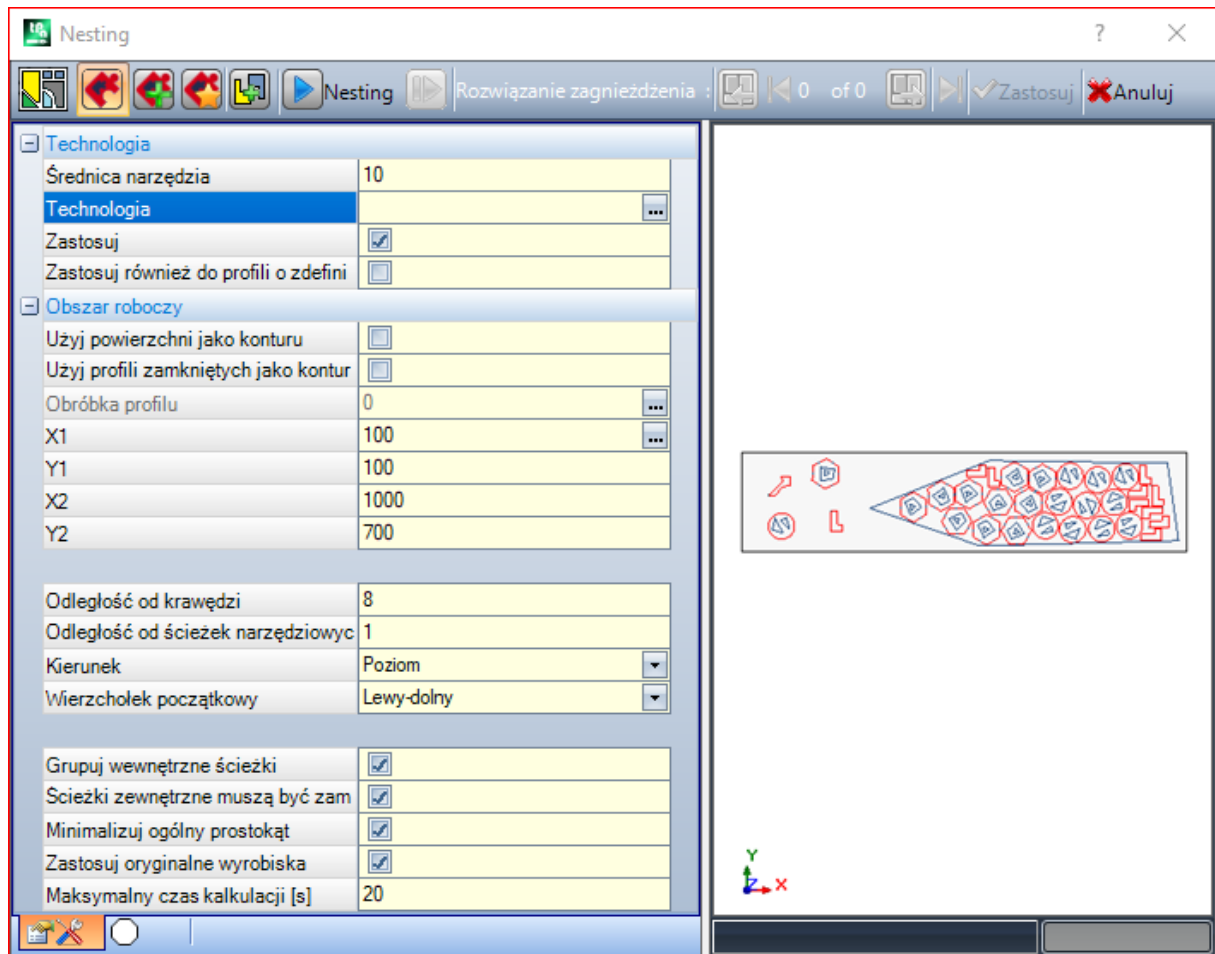 Nesting
?
Nesting Rozwiązanie zagnieżdżenia : 0 of 0 Zastosuj Anuluj
Technologia
Średnica narzędzia 10
Technologia ...
Zastosuj
Zastosuj również do profili o zdefini
Obszar roboczy
Użyj powierzchni jako konturu
Użyj profili zamkniętych jako kontur
Obróbka profilu 0 ...
X1 100 ...
Y1 100
X2 1000
Y2 700
Odległość od krawędzi 8
Odległość od ścieżek narzędziowyc 1
Kierunek Poziom
Wierzchołek początkowy Lewy-dolny
Grupuj wewnętrzne ścieżki
Ścieżki zewnętrzne muszą być zam
Minimalizuj ogólny prostokąt
Zastosuj oryginalne wyrobiska
Maksymalny czas kalkulacji [s] 20
Y
Z X